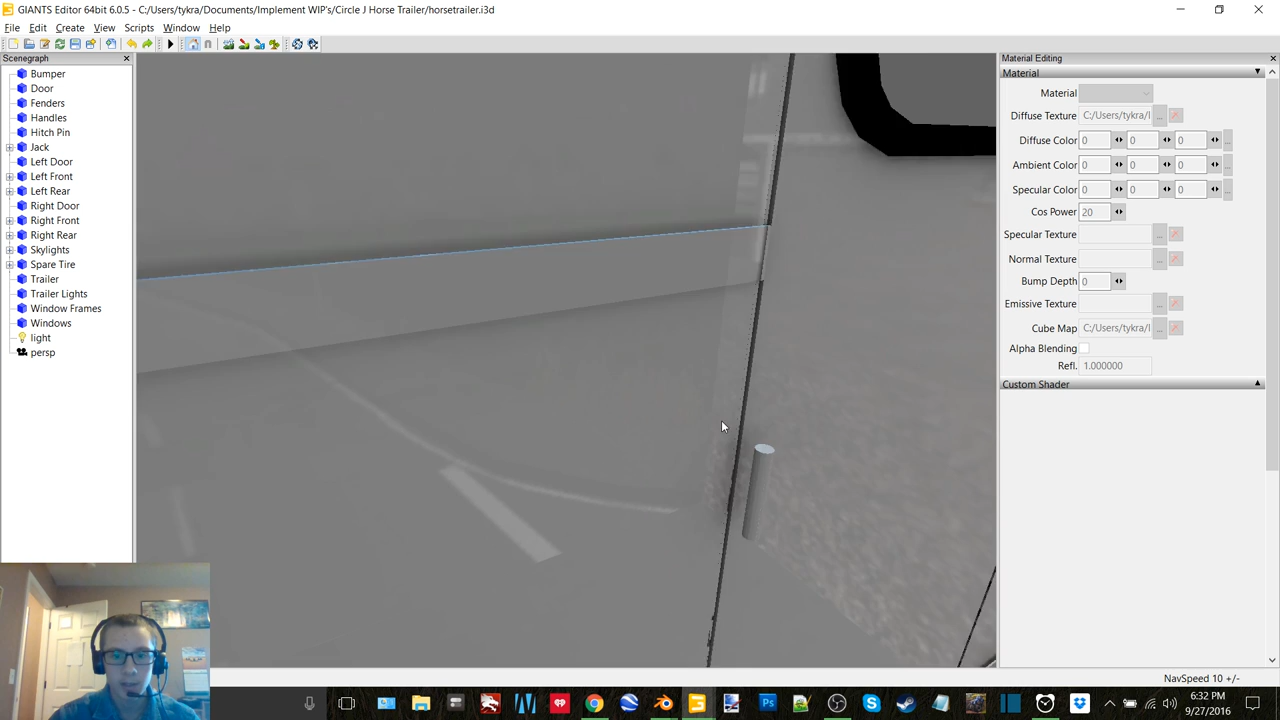 GIANTS Editor 64bit 6.0.5 - C:/Users/tykra/Documents/Implement WIP's/Circle J Horse Trailer/horsetrailer.i3d
File Edit Create View Scripts Window Help
Scenegraph
Bumper
Door
Fenders
Handles
Hitch Pin
Jack
Left Door
Left Front
Left Rear
Right Door
Right Front
Right Rear
Skylights
Spare Tire
Trailer
Trailer Lights
Window Frames
Windows
light
persp
Material Editing
Material
Material
Diffuse Texture C:/Users/tykra/I ...
Diffuse Color 0 0 0 ...
Ambient Color 0 0 0 ...
Specular Color 0 0 0 ...
Cos Power 20
Specular Texture ...
Normal Texture ...
Bump Depth 0
Emissive Texture ...
Cube Map C:/Users/tykra/I ...
Alpha Blending
Refl. 1.000000
Custom Shader
NavSpeed 10 +/-
6:32 PM
9/27/2016